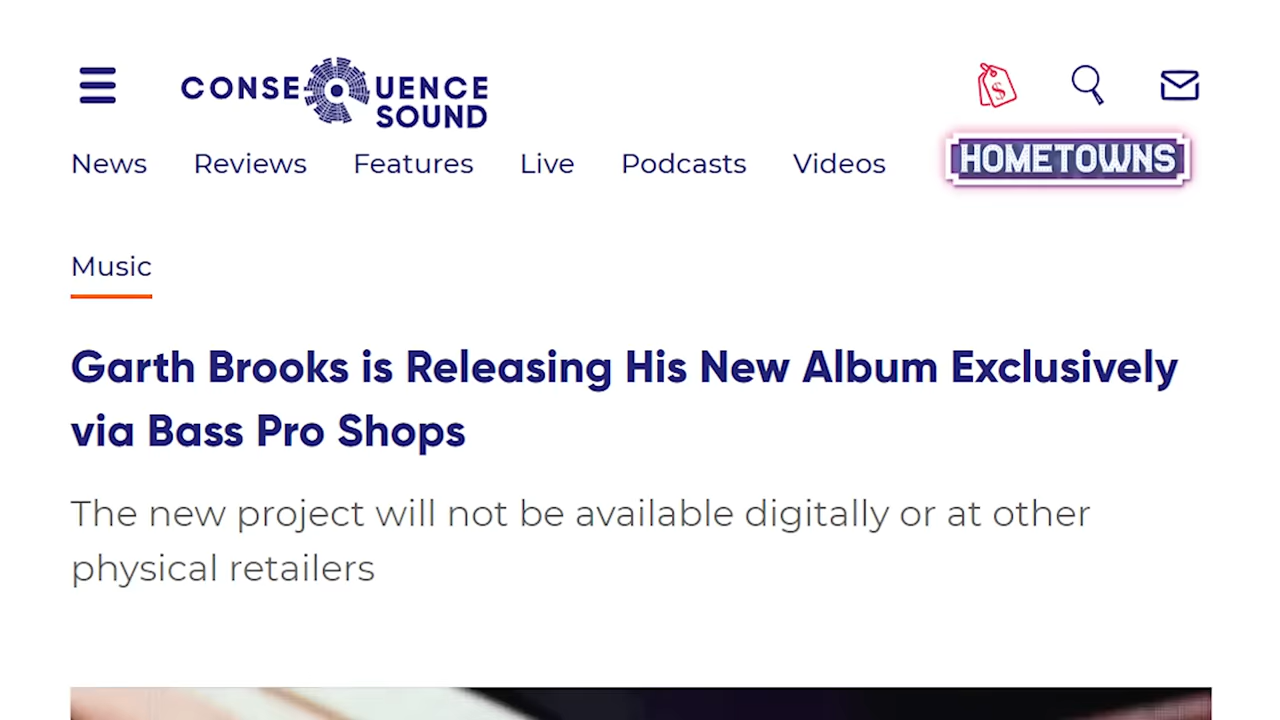 CONSEQUENCE
SOUND
News Reviews Features Live Podcasts Videos HOMETOWNS
Music
Garth Brooks is Releasing His New Album Exclusively
via Bass Pro Shops
The new project will not be available digitally or at other
physical retailers